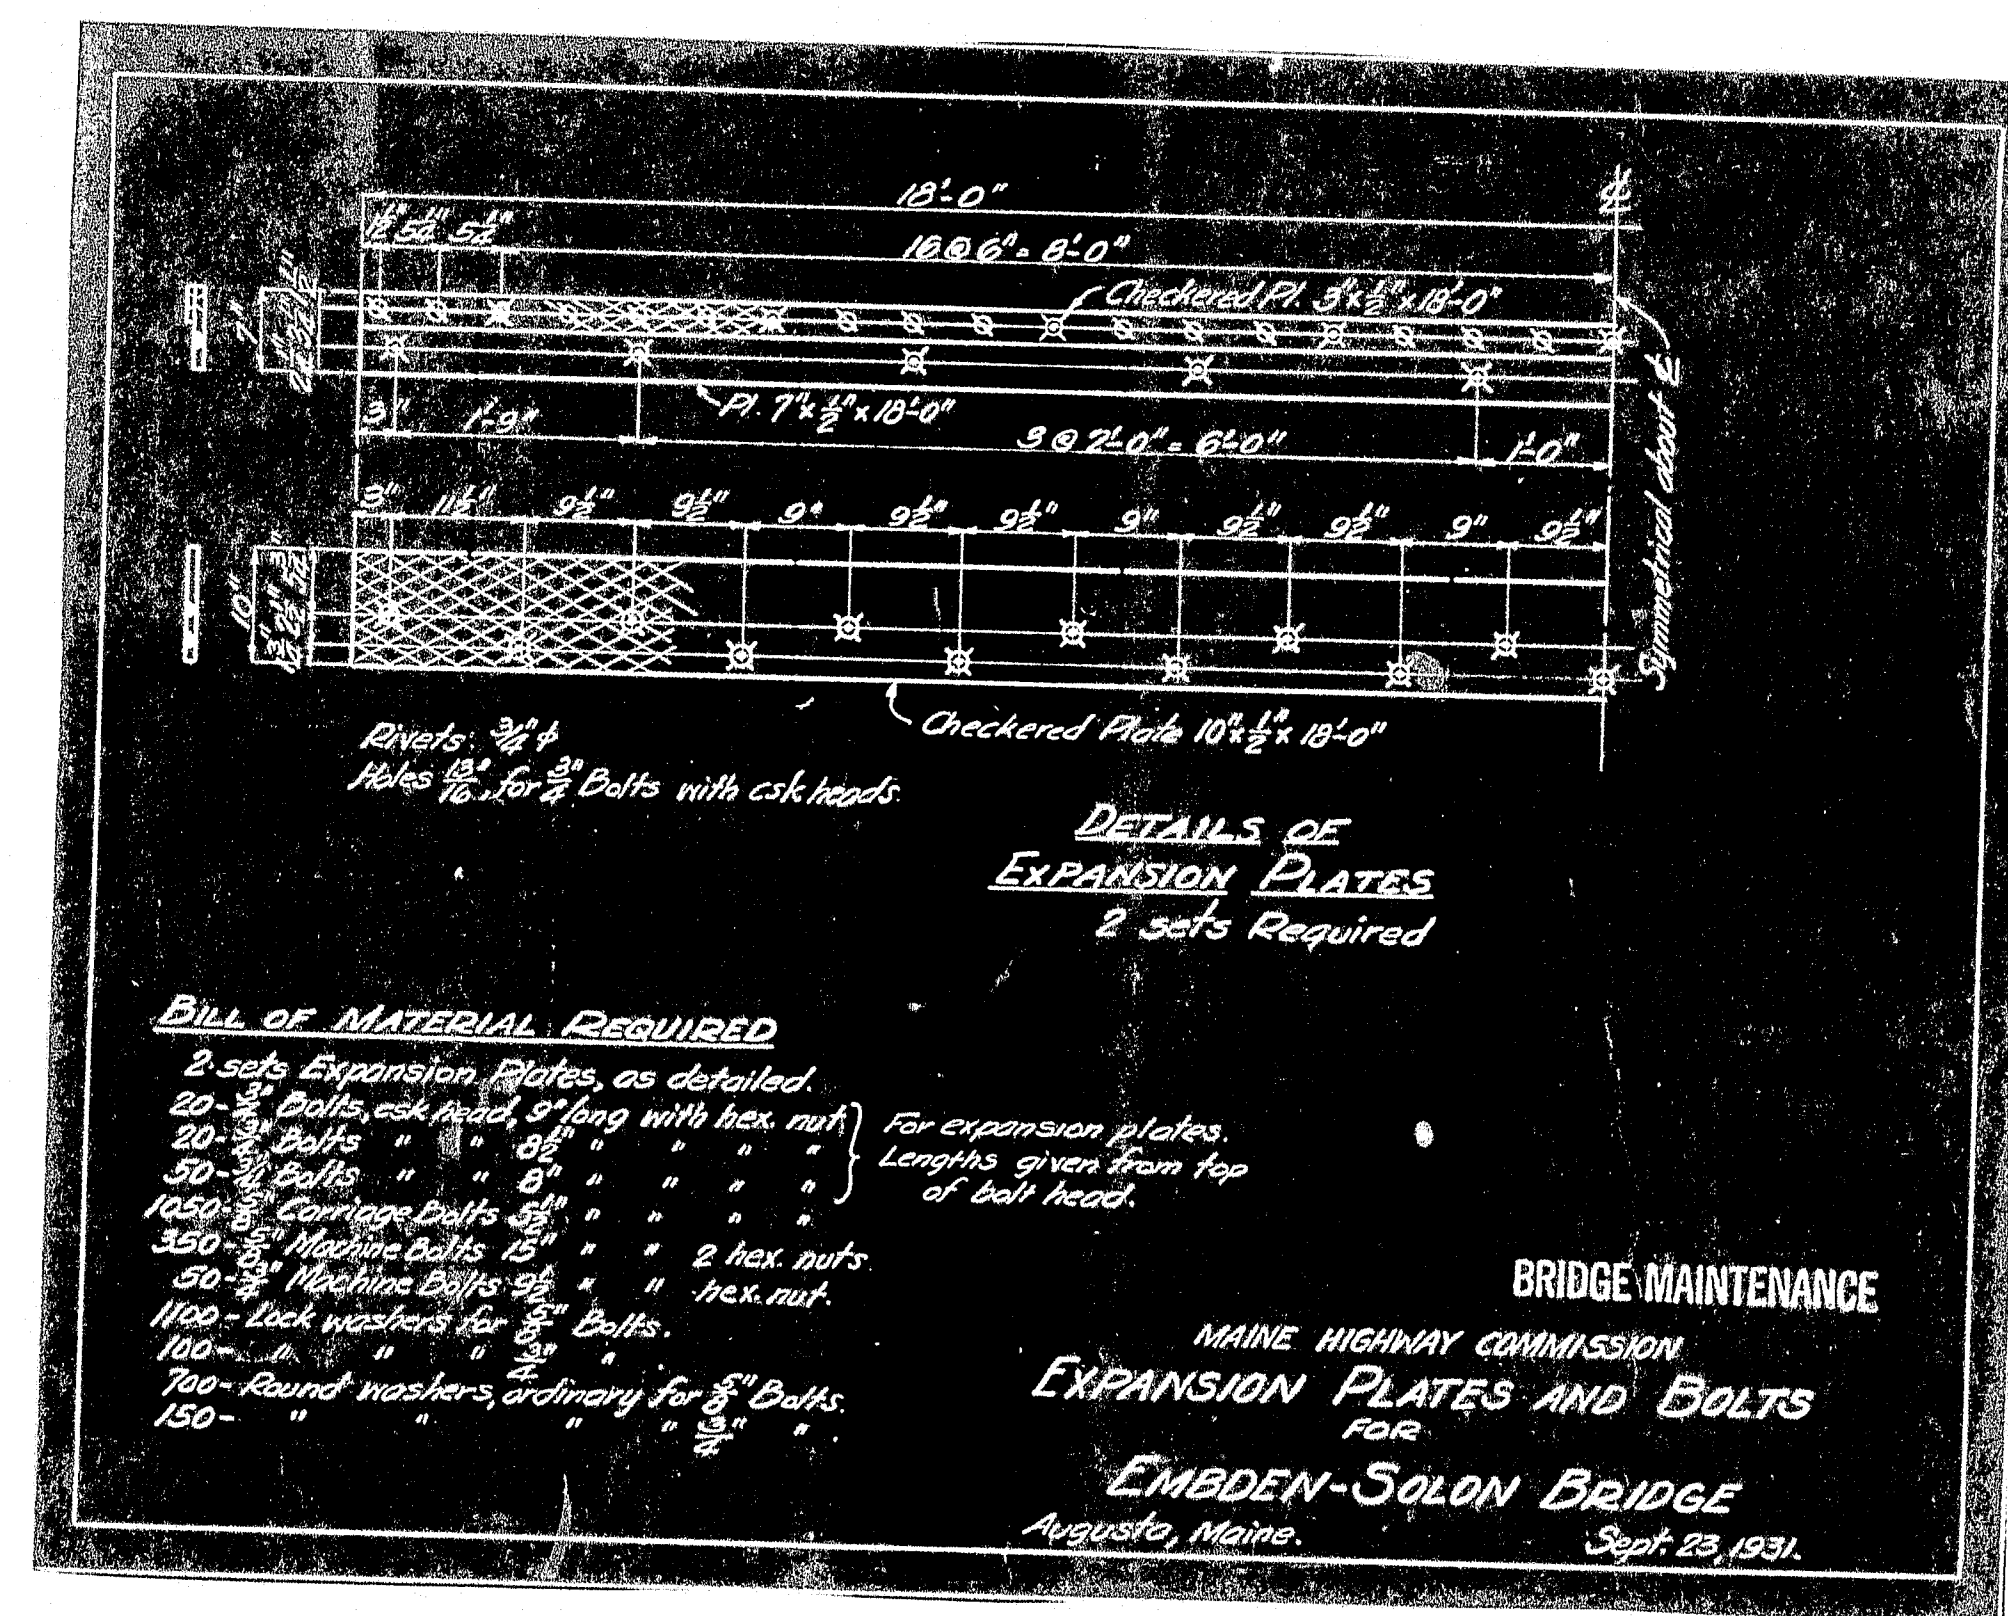 18'-0"
℄
1½" 5¼" 5¼"
16 @ 6" = 8'-0"
Checkered Pl. 3"x½"x18'-0"
7"
Pl. 7"x½"x18'-0"
3" 1'-9"
3 @ 2'-0" = 6'-0"
1'-0"
Symmetrial about ℄
3" 11½" 9½" 9½" 9" 9½" 9½" 9" 9½" 9½" 9" 9½"
10"
Checkered Plate 10"x½"x 18'-0"
Rivets: ¾"ϕ
Holes 13/16", for ¾" Bolts with csk heads.
DETAILS OF
EXPANSION PLATES
2 sets Required
BILL OF MATERIAL REQUIRED
2 sets Expansion Plates, as detailed.
20-¾" Bolts, csk head, 9" long with hex. nut
20-¾" Bolts " " 8½" " " " "
50-¾" Bolts " " 8" " " " "
For expansion plates.
Lengths given from top
of bolt head.
1050-⅝" Carriage Bolts 5½" " " " "
350-⅝" Machine Bolts 15" " " 2 hex. nuts.
50-¾" Machine Bolts 9½ " " hex. nut.
1100-Lock washers for ⅝" Bolts.
100- " " " ¾" " .
700-Round washers, ordinary for ⅝" Bolts.
150- " " " " ¾" " .
BRIDGE MAINTENANCE
MAINE HIGHWAY COMMISSION
EXPANSION PLATES AND BOLTS
FOR
EMBDEN-SOLON BRIDGE
Augusta, Maine. Sept. 23, 1931.